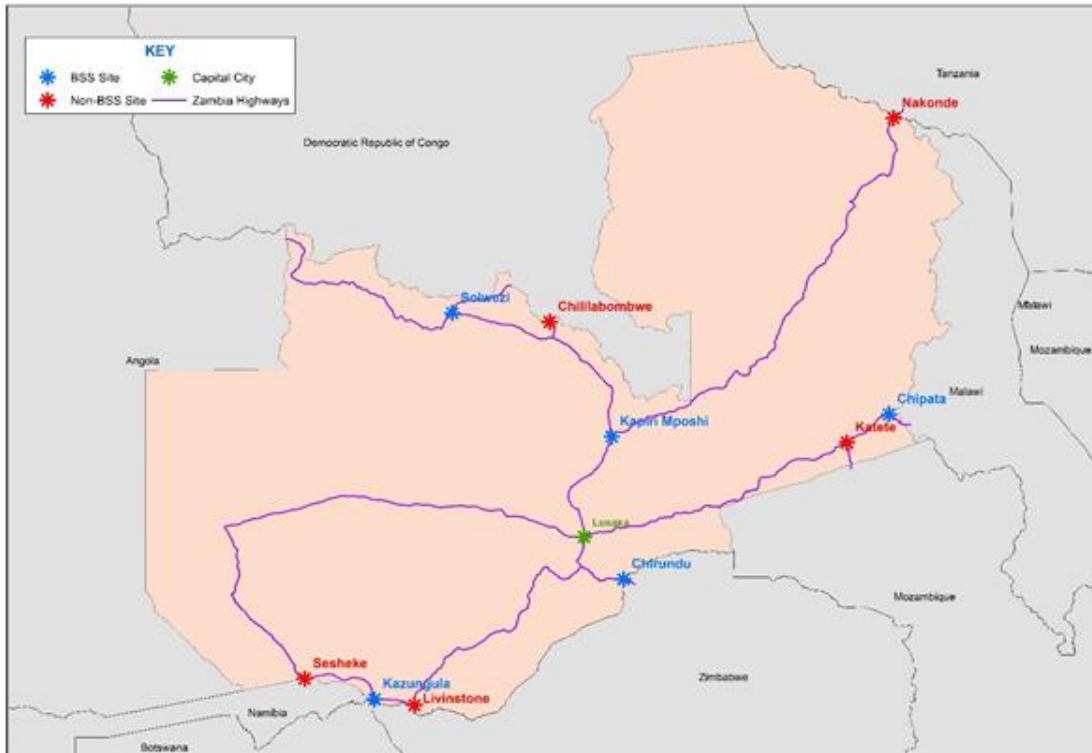 KEY
BSS Site
Capital City
Non-BSS Site
Zambia Highways
Tanzania
Nakonde
Democratic Republic of Congo
Solwezi
Chililabombwe
Malawi
Mozambique
Angola
Malawi
Chipata
Kapiri Mposhi
Katete
Lusaka
Chirundu
Mozambique
Sesheke
Zimbabwe
Kazungula
Livinstone
Namibia
Botswana